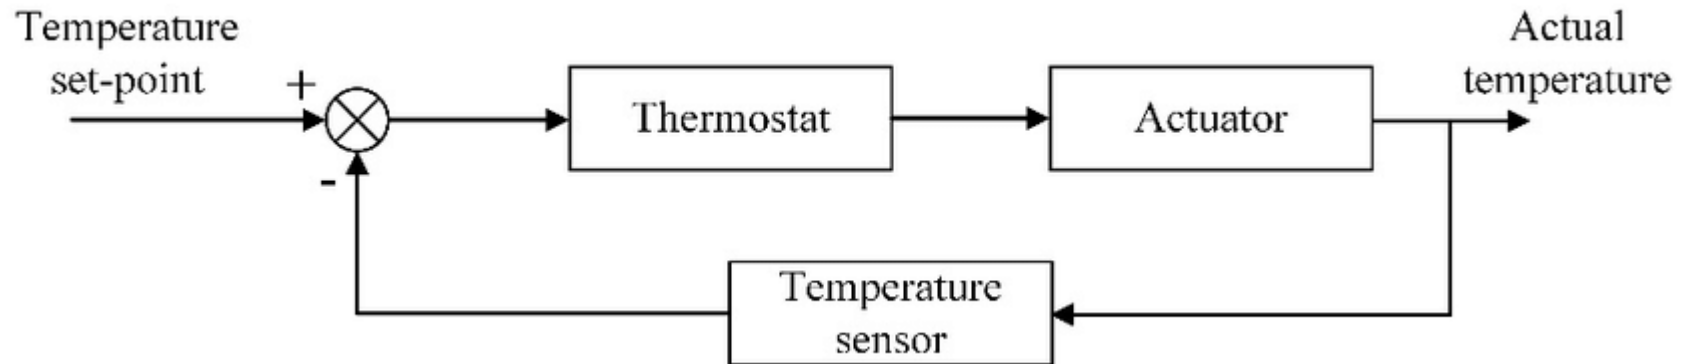 Temperature
set-point
+
-
Thermostat
Actuator
Actual
temperature
Temperature
sensor